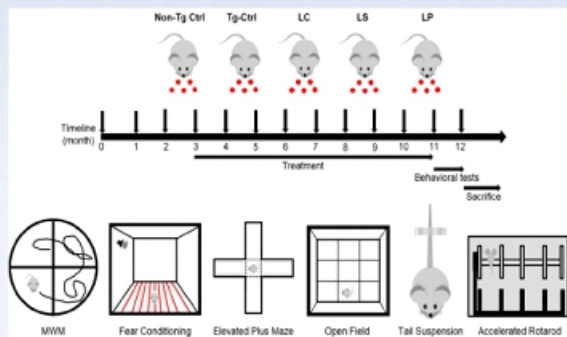 Non-Tg Ctrl Tg-Ctrl LC LS LP
Timeline
(month)
0 1 2 3 4 5 6 7 8 9 10 11 12
Treatment
Behavioral tests
Sacrifice
MWM Fear Conditioning Elevated Plus Maze Open Field Tail Suspension Accelerated Rotarod